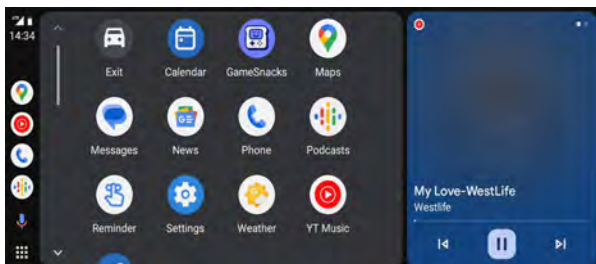 14:34
Exit
Calendar
GameSnacks
Maps
Messages
News
Phone
Podcasts
Reminder
Settings
Weather
YT Music
My Love-WestLife
Westlife